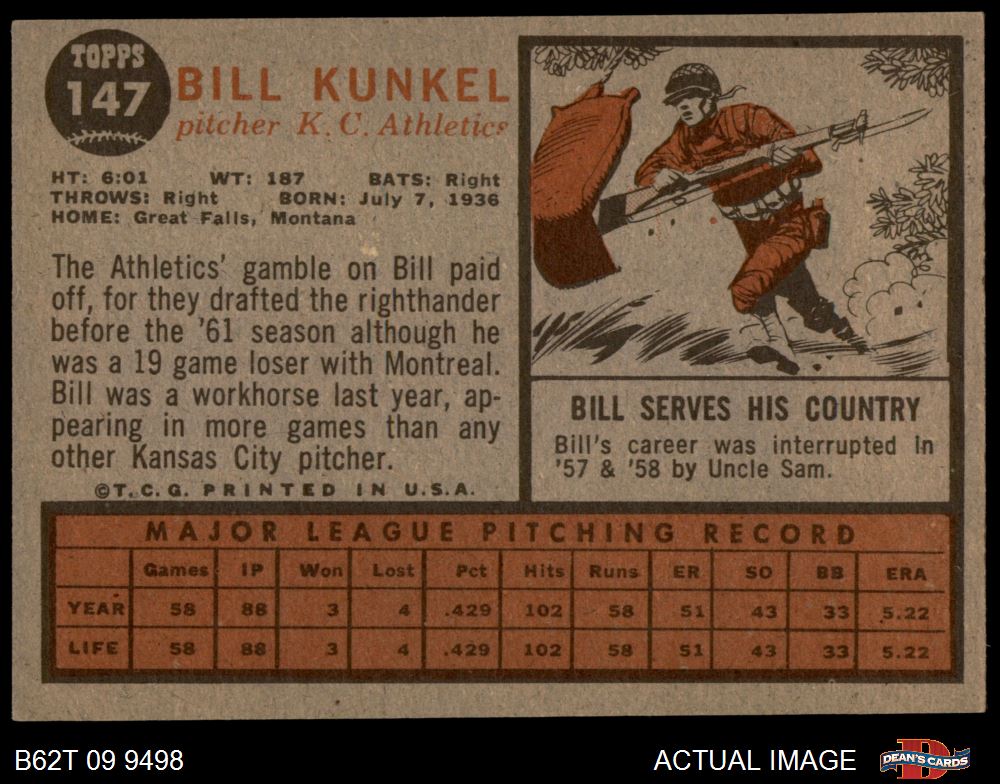 TOPPS
147
BILL KUNKEL
pitcher K. C. Athletics
HT: 6:01 WT: 187 BATS: Right
THROWS: Right BORN: July 7, 1936
HOME: Great Falls, Montana
The Athletics' gamble on Bill paid
off, for they drafted the righthander
before the '61 season although he
was a 19 game loser with Montreal.
Bill was a workhorse last year, ap-
pearing in more games than any
other Kansas City pitcher.
©T.C.G. PRINTED IN U.S.A.
BILL SERVES HIS COUNTRY
Bill's career was interrupted in
'57 & '58 by Uncle Sam.
MAJOR LEAGUE PITCHING RECORD
Games IP Won Lost Pct Hits Runs ER SO BB ERA
YEAR 58 88 3 4 .429 102 58 51 43 33 5.22
LIFE 58 88 3 4 .429 102 58 51 43 33 5.22
B62T 09 9498 ACTUAL IMAGE
DEAN'S CARDS